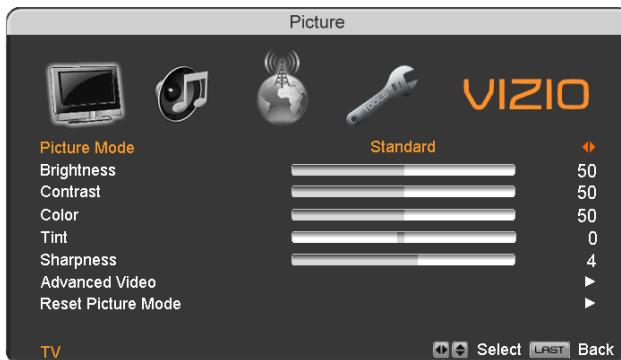 Picture
TOOLS
VIZIO
Picture Mode Standard
Brightness 50
Contrast 50
Color 50
Tint 0
Sharpness 4
Advanced Video
Reset Picture Mode
TV Select LAST Back